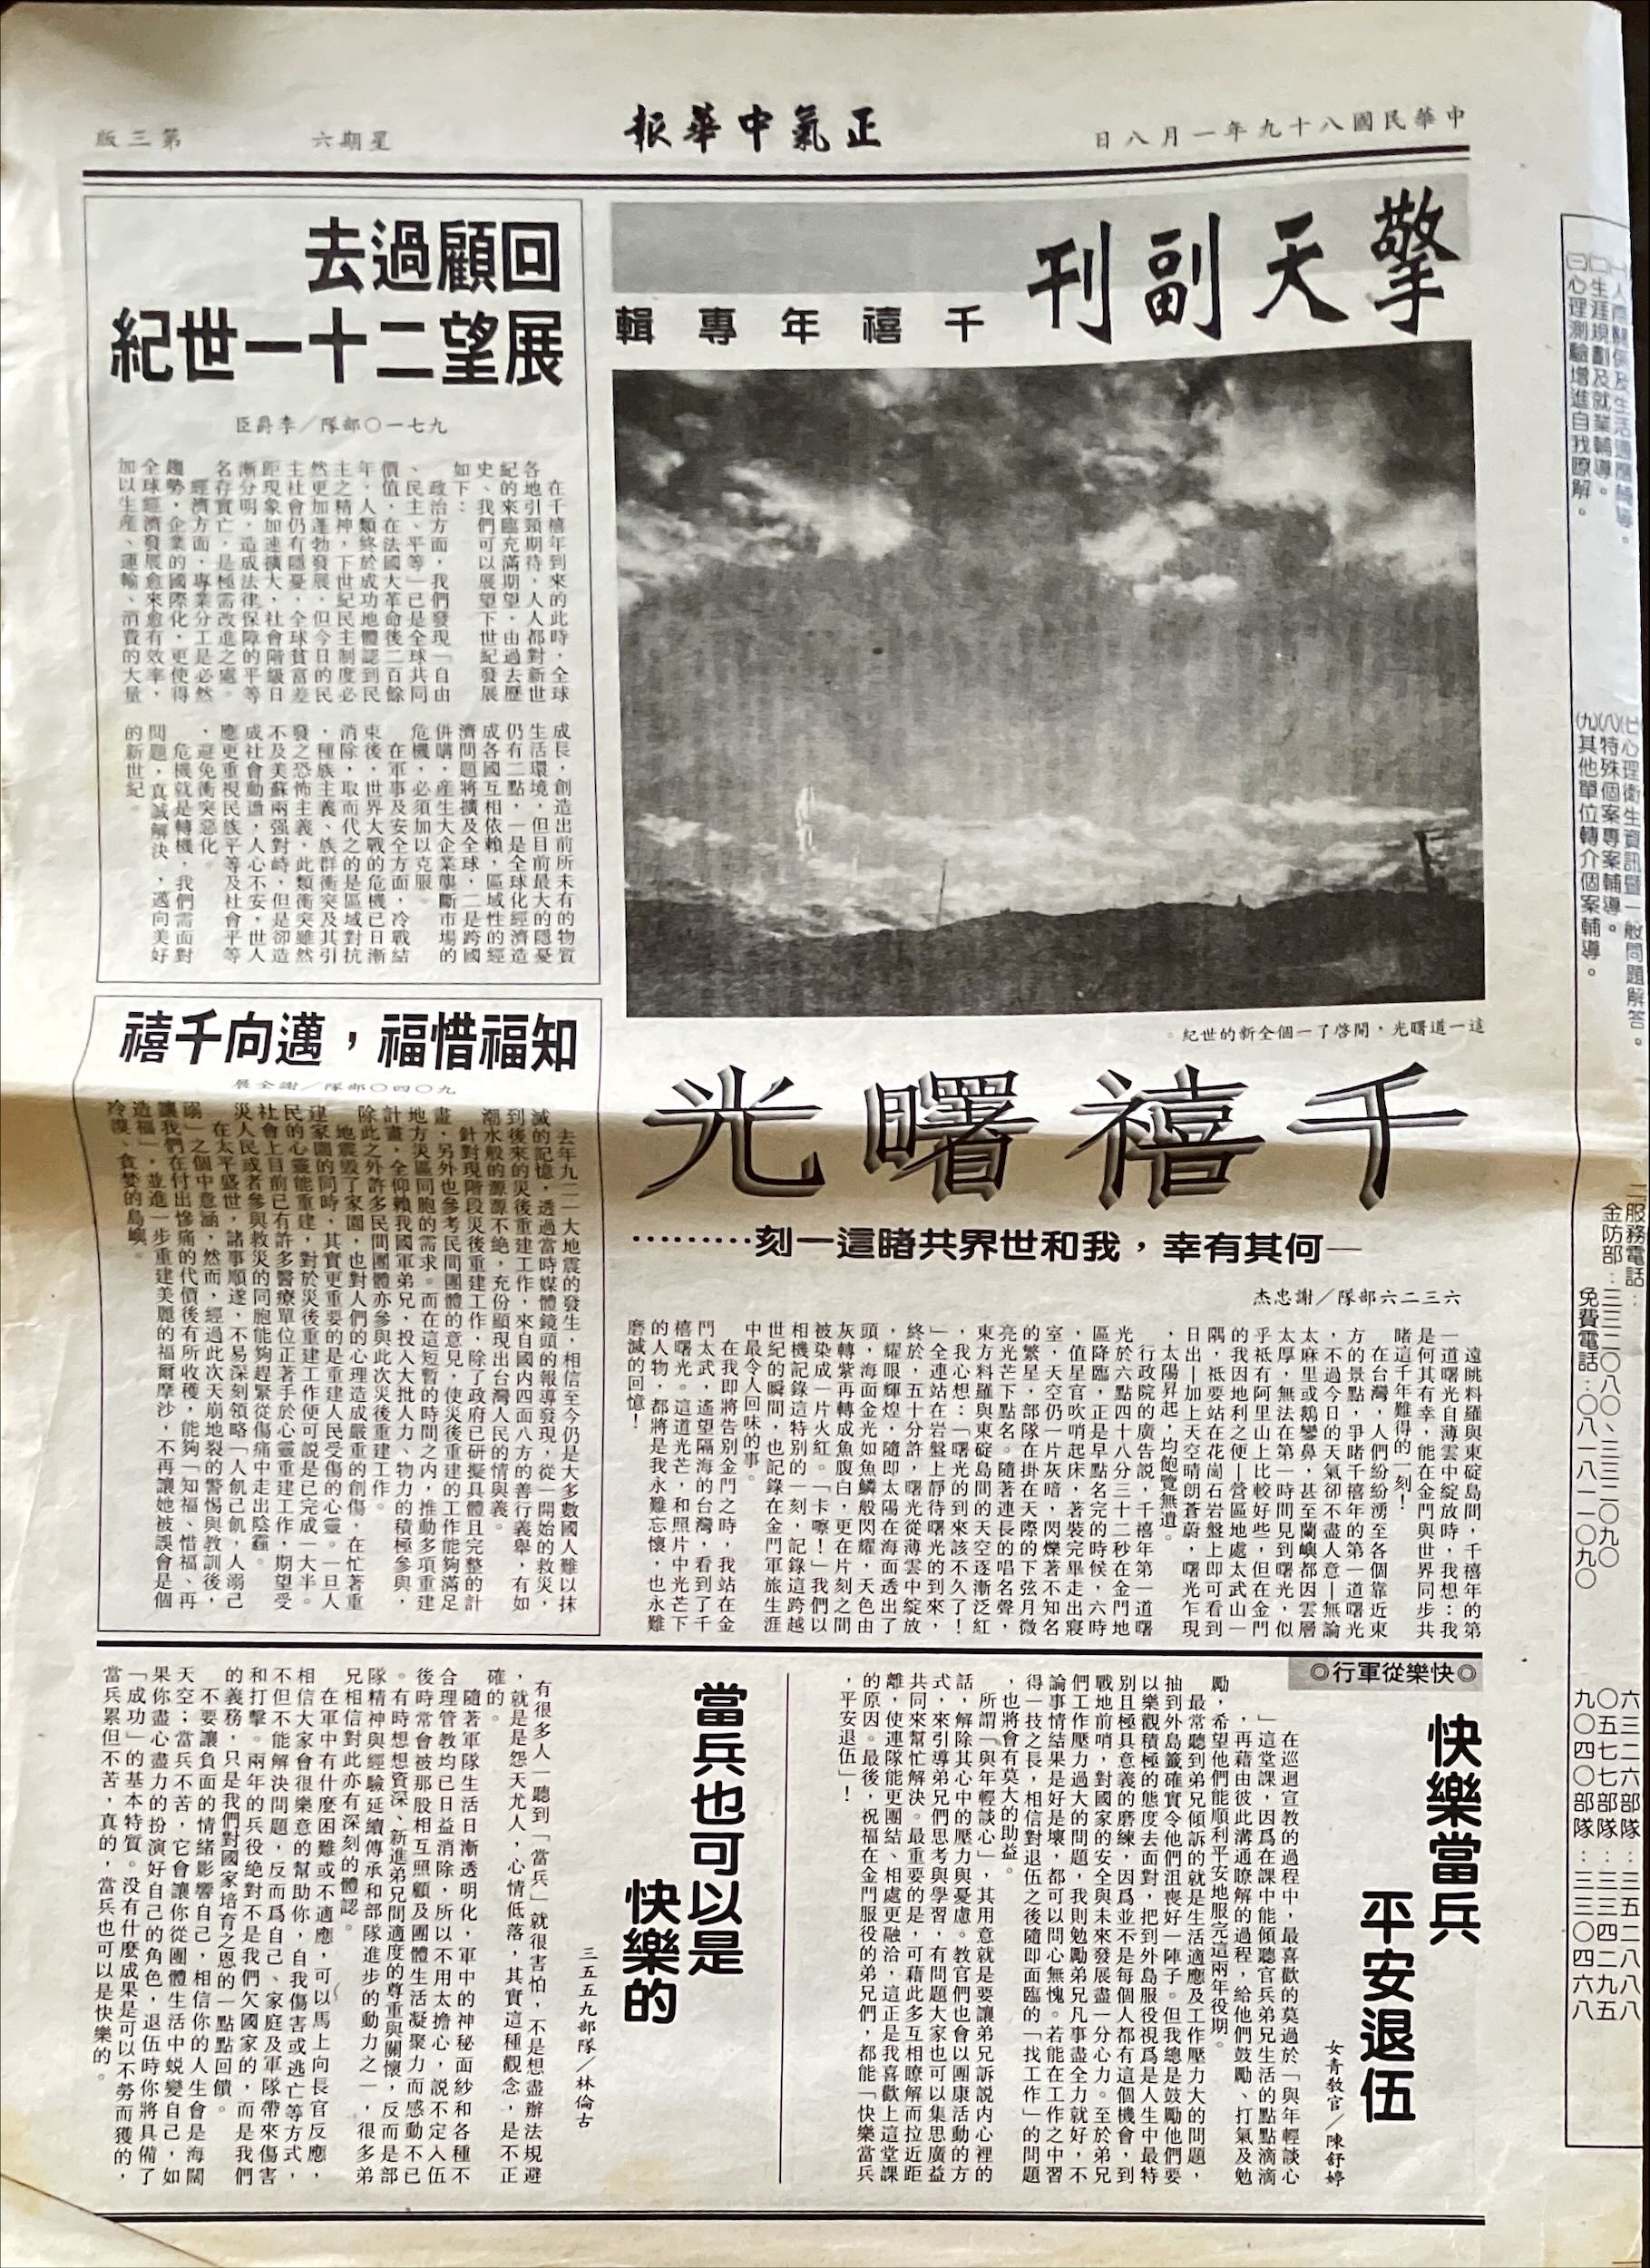 中華民國八十九年一月八日
正氣中華報
星期六
第三版
擎天副刊
千禧年專輯
這一道曙光，開啓了一個全新的世紀。
千禧曙光
—何其有幸，我和世界共睹這一刻………
六三二六部隊／謝忠杰
遠眺料羅與東碇島間，千禧年的第
一道曙光自薄雲中綻放時，我想：我
是何其有幸，能在金門與世界同步共
睹這千年難得的一刻！
在台灣，人們紛紛湧至各個靠近東
方的景點，爭睹千禧年的第一道曙光
，不過今日的天氣卻不盡人意—無論
太麻里或鵝鑾鼻，甚至蘭嶼都因雲層
太厚，無法在第一時間見到曙光，似
乎祇有阿里山上比較好些，但在金門
的我因地利之便—營區地處太武山一
隅，祇要站在花崗石岩盤上即可看到
日出—加上天空晴朗蒼蔚，曙光乍現
，太陽昇起，均飽覽無遺。
行政院的廣告說，千禧年第一道曙
光於六點四十八分三十二秒在金門地
區降臨，正是早點名完的時候，六時
，值星官吹哨起床，著裝完畢走出寢
室，天空仍一片灰暗，閃爍著不知名
的繁星，部隊在掛在天際的下弦月微
亮光芒下點名。隨著連長的唱名聲，
東方料羅與東碇島間的天空逐漸泛紅
，我心想：「曙光的到來該不久了！
」全連站在岩盤上靜待曙光的到來，
終於，五十分許，曙光從薄雲中綻放
，耀眼輝煌，隨即太陽在海面透出了
頭，海面金光如魚鱗般閃耀，天色由
灰轉紫再轉成魚腹白，更在片刻之間
被染成一片火紅。「卡嚓！」我們以
相機記錄這特別的一刻，記錄這跨越
世紀的瞬間，也記錄在金門軍旅生涯
中最令人回味的事。
在我即將告別金門之時，我站在金
門太武，遙望隔海的台灣，看到了千
禧曙光。這道光芒，和照片中光芒下
的人物，都將是我永難忘懷，也永難
磨滅的回憶！
回顧過去
展望二十一世紀
九七一〇部隊／李爵臣
在千禧年到來的此時，全球
各地引頸期待，人人都對新世
紀的來臨充滿期望，由過去歷
史，我們可以展望下世紀發展
如下：
政治方面，我們發現「自由
、民主、平等」已是全球共同
價值，在法國大革命後二百餘
年，人類終於成功地體認到民
主之精神，下世紀民主制度必
然更加蓬勃發展，但今日的民
主社會仍有隱憂，全球貧富差
距現象加速擴大，社會階級日
漸分明，造成法律保障的平等
名存實亡，是極需改進之處。
經濟方面，專業分工是必然
趨勢，企業的國際化，更使得
全球經濟發展愈來愈有效率，
加以生產、運輸、消費的大量
成長，創造出前所未有的物質
生活環境，但目前最大的隱憂
仍有二點，一是全球化經濟造
成各國互相依賴，區域性的經
濟問題將擴及全球，二是跨國
併購，產生大企業壟斷市場的
危機，必須加以克服。
在軍事及安全方面，冷戰結
束後，世界大戰的危機已日漸
消除，取而代之的是區域對抗
，種族主義、族群衝突及其引
發之恐怖主義，此類衝突雖然
不及美蘇兩强對峙，但是卻造
成社會動盪，人心不安，世人
應更重視民族平等及社會平等
，避免衝突惡化。
危機就是轉機，我們需面對
問題，真誠解決，邁向美好
的新世紀。
知福惜福，邁向千禧
九〇四〇部隊／謝全展
去年九二一大地震的發生，相信至今仍是大多數國人難以抹
滅的記憶，透過當時媒體鏡頭的報導發現，從一開始的救災，
到後來的災後重建工作，來自國內四面八方的善行義舉，有如
潮水般的源源不絕，充份顯現出台灣人民的情與義。
針對現階段災後重建工作，除了政府已研擬具體且完整的計
畫，另外也參考民間團體的意見，使災後重建的工作能夠滿足
地方災區同胞的需求。而在這短暫的時間之內，推動多項重建
計畫，全仰賴我國軍弟兄，投入大批人力、物力的積極參與，
除此之外許多民間團體亦參與此次災後重建工作。
地震毀了家園，也對人們的心理造成嚴重的創傷，在忙著重
建家園的同時，其實更重要的是重建人民受傷的心靈。一旦人
民的心靈能重建，對於災後重建工作便可說是已完成一大半。
社會上目前已有許多醫療單位正著手於心靈重建工作，期望受
災人民或者參與救災的同胞能夠趕緊從傷痛中走出陰霾。
在太平盛世，諸事順遂，不易深刻領略「人飢己飢，人溺己
溺」之個中意涵，然而，經過此次天崩地裂的警惕與教訓後，
讓我們在付出慘痛的代價後有所收穫，能夠「知福、惜福、再
造福」，並進一步重建美麗的福爾摩沙，不再讓她被誤會是個
冷漠、貪婪的島嶼。
◎快樂從軍行◎
快樂當兵
平安退伍
女青教官／陳舒婷
在巡迴宣教的過程中，最喜歡的莫過於「與年輕談心
」這堂課，因爲在課中能傾聽官兵弟兄生活的點點滴滴
，再藉由彼此溝通瞭解的過程，給他們鼓勵、打氣及勉
勵，希望他們能順利平安地服完這兩年役期。
最常聽到弟兄傾訴的就是生活適應及工作壓力大的問題，
抽到外島籤確實令他們沮喪好一陣子。但我總是鼓勵他們要
以樂觀積極的態度去面對，把到外島服役視爲是人生中最特
別且極具意義的磨練，因爲並不是每個人都有這個機會，到
戰地前哨，對國家的安全與未來發展盡一分心力。至於弟兄
們工作壓力過大的問題，我則勉勵弟兄凡事盡全力就好，不
論事情結果是好是壞，都可以問心無愧。若能在工作之中習
得一技之長，相信對退伍之後隨即面臨的「找工作」的問題
，也將會有莫大的助益。
所謂「與年輕談心」，其用意就是要讓弟兄訴說內心裡的
話，解除其心中的壓力與憂慮。教官們也會以團康活動的方
式，來引導弟兄們思考與學習，有問題大家也可以集思廣益
共同來幫忙解決。最重要的是，可藉此多互相瞭解而拉近距
離，使連隊能更團結、相處更融洽，這正是我喜歡上這堂課
的原因。最後，祝福在金門服役的弟兄們，都能「快樂當兵
，平安退伍」！
當兵也可以是
快樂的
三五五九部隊／林倫古
有很多人一聽到「當兵」就很害怕，不是想盡辦法規避
，就是是怨天尤人，心情低落，其實這種觀念，是不正
確的。
隨著軍隊生活日漸透明化，軍中的神秘面紗和各種不
合理管教均已日益消除，所以不用太擔心，說不定入伍
後時常會被那股相互照顧及團體生活凝聚力而感動不已
。有時想想資深、新進弟兄間適度的尊重與關懷，反而是部
隊精神與經驗延續傳承和部隊進步的動力之一，很多弟
兄相信對此亦有深刻的體認。
在軍中有什麼困難或不適應，可以馬上向長官反應，
相信大家會很樂意的幫助你，自我傷害或逃亡等方式，
不但不能解決問題，反而爲自己、家庭及軍隊帶來傷害
和打擊。兩年的兵役絕對不是我們欠國家的，而是我們
的義務，只是我們對國家培育之恩的一點點回饋。
不要讓負面的情緒影響自己，相信你的人生會是海闊
天空；當兵不苦，它會讓你從團體生活中蛻變自己，如
果你盡心盡力的扮演好自己的角色，退伍時你將具備了
「成功」的基本特質。沒有什麼成果是可以不勞而獲的，
當兵累但不苦，真的，當兵也可以是快樂的。
㈡生涯規劃及就業輔導。
㈢心理測驗增進自我瞭解。
㈦心理衛生資訊暨一般問題解答。
㈧特殊個案專案輔導。
㈨其他單位轉介個案輔導。
二服務電話：
金防部：三三二〇八〇、三三二〇九〇
免費電話：〇八一八一一〇九〇
六三二六部隊：三五二八八
〇五七七部隊：三三四二九五
九〇四〇部隊：三三〇四六八